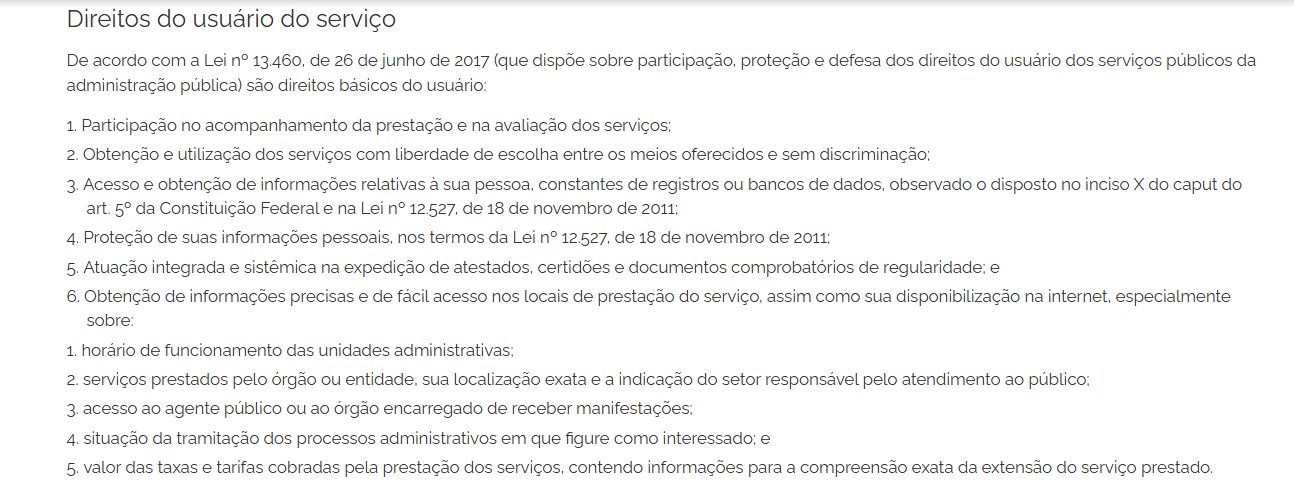 Direitos do usuário do serviço
De acordo com a Lei nº 13.460, de 26 de junho de 2017 (que dispõe sobre participação, proteção e defesa dos direitos do usuário dos serviços públicos da
administração pública) são direitos básicos do usuário:
1. Participação no acompanhamento da prestação e na avaliação dos serviços;
2. Obtenção e utilização dos serviços com liberdade de escolha entre os meios oferecidos e sem discriminação;
3. Acesso e obtenção de informações relativas à sua pessoa, constantes de registros ou bancos de dados, observado o disposto no inciso X do caput do
art. 5º da Constituição Federal e na Lei nº 12.527, de 18 de novembro de 2011;
4. Proteção de suas informações pessoais, nos termos da Lei nº 12.527, de 18 de novembro de 2011;
5. Atuação integrada e sistêmica na expedição de atestados, certidões e documentos comprobatórios de regularidade; e
6. Obtenção de informações precisas e de fácil acesso nos locais de prestação do serviço, assim como sua disponibilização na internet, especialmente
sobre:
1. horário de funcionamento das unidades administrativas;
2. serviços prestados pelo órgão ou entidade, sua localização exata e a indicação do setor responsável pelo atendimento ao público;
3. acesso ao agente público ou ao órgão encarregado de receber manifestações;
4. situação da tramitação dos processos administrativos em que figure como interessado; e
5. valor das taxas e tarifas cobradas pela prestação dos serviços, contendo informações para a compreensão exata da extensão do serviço prestado.